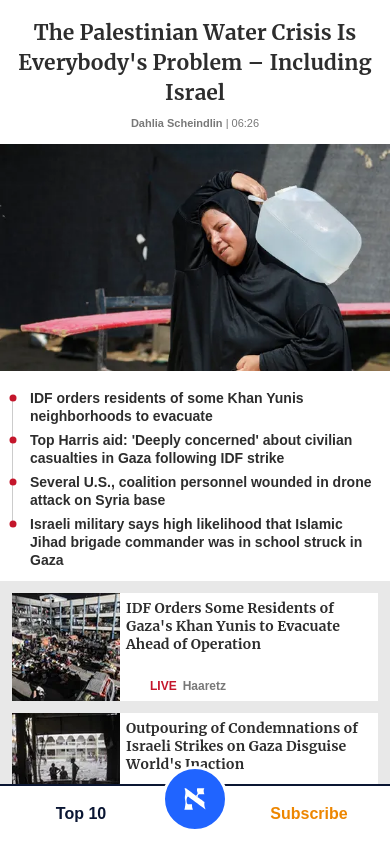 The Palestinian Water Crisis Is
Everybody's Problem – Including
Israel
Dahlia Scheindlin | 06:26
IDF orders residents of some Khan Yunis
neighborhoods to evacuate
Top Harris aid: 'Deeply concerned' about civilian
casualties in Gaza following IDF strike
Several U.S., coalition personnel wounded in drone
attack on Syria base
Israeli military says high likelihood that Islamic
Jihad brigade commander was in school struck in
Gaza
IDF Orders Some Residents of
Gaza's Khan Yunis to Evacuate
Ahead of Operation
LIVE Haaretz
Outpouring of Condemnations of
Israeli Strikes on Gaza Disguise
World's Inaction
Top 10
א
Subscribe